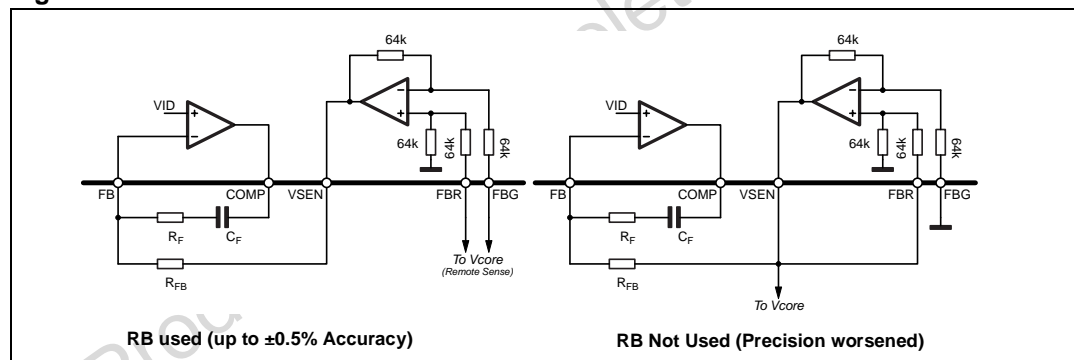 64k
VID
64k
64k
64k
FB
COMP
VSEN
FBR
FBG
RF
CF
RFB
To Vcore
(Remote Sense)
RB used (up to ±0.5% Accuracy)
64k
VID
64k
64k
64k
FB
COMP
VSEN
FBR
FBG
RF
CF
RFB
To Vcore
RB Not Used (Precision worsened)